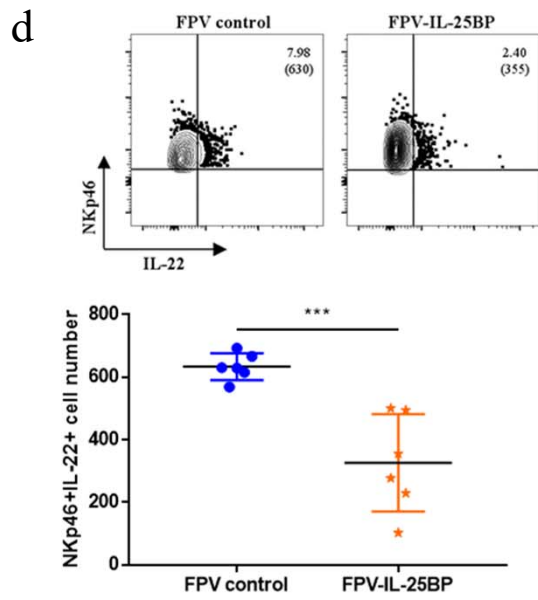 d
FPV control
FPV-IL-25BP
7.98
(630)
2.40
(355)
NKp46
IL-22
NKp46+IL-22+ cell number
800
600
400
200
0
***
FPV control
FPV-IL-25BP